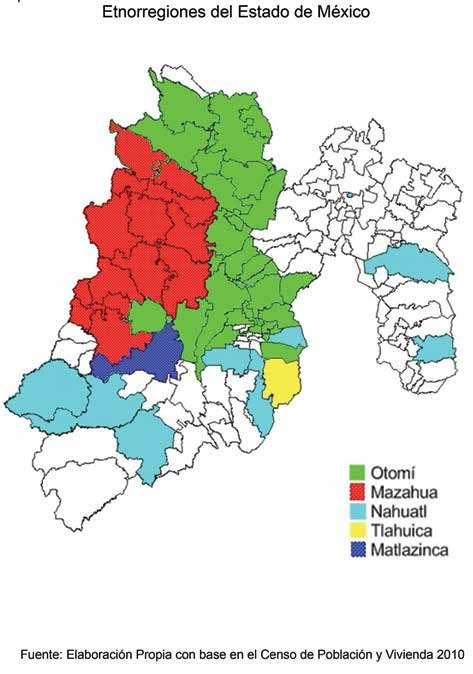 Etnorregiones del Estado de México
Otomí
Mazahua
Nahuatl
Tlahuica
Matlazinca
Fuente: Elaboración Propia con base en el Censo de Población y Vivienda 2010